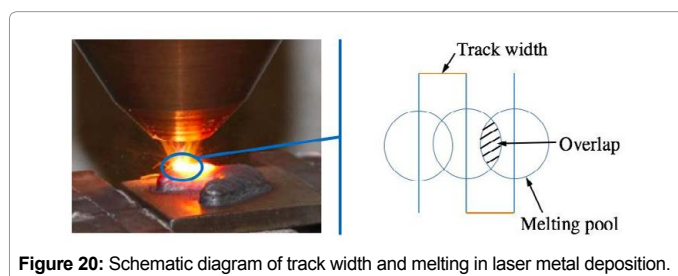 Track width
Overlap
Melting pool
Figure 20: Schematic diagram of track width and melting in laser metal deposition.